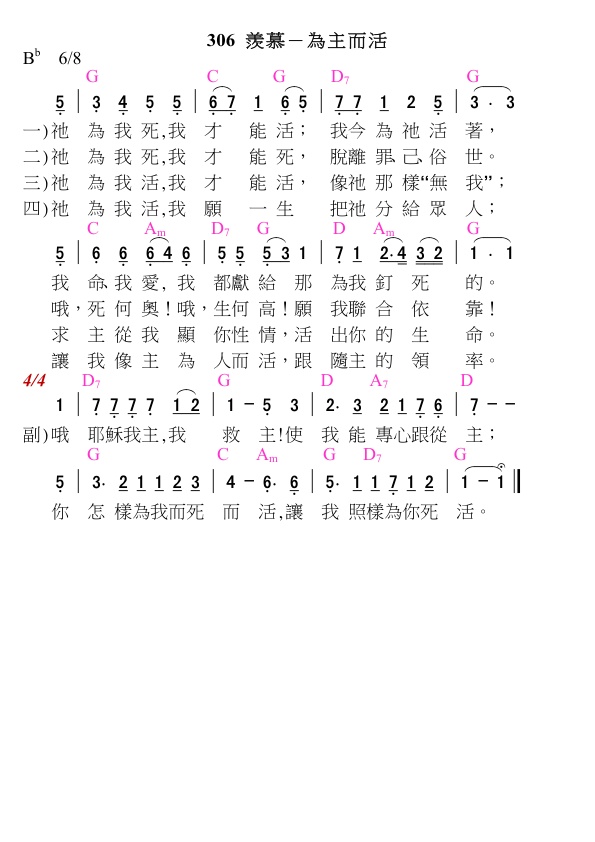 306 羨慕－為主而活
B♭ 6/8
G C G D7 G
5 | 3 4 5 5 | 6 7 1 6 5 | 7 7 1 2 5 | 3 . 3
一)祂 為 我 死,我 才 能 活； 我今 為 祂 活 著，
二)祂 為 我 死,我 才 能 死， 脫離 罪、己、俗 世。
三)祂 為 我 活,我 才 能 活， 像祂 那 樣“無 我”；
四)祂 為 我 活,我 願 一 生 把祂 分 給 眾 人；
C Am D7 G D Am G
5 | 6 6 6 4 6 | 5 5 5 3 1 | 7 1 2. 4 3 2 | 1 . 1
我 命、我 愛, 我 都獻 給 那 為我 釘 死 的。
哦，死 何 奧！哦，生何 高！願 我聯 合 依 靠！
求 主 從 我 顯 你性 情，活 出你 的 生 命。
讓 我 像 主 為 人而 活，跟 隨主 的 領 率。
4/4 D7 G D A7 D
1 | 7 7 7 7 1 2 | 1 － 5 3 | 2. 3 2 1 7 6 | 7 － －
副)哦 耶穌我主,我 救 主!使 我 能 專心跟從 主；
G C Am G D7 G
5 | 3. 2 1 1 2 3 | 4 － 6. 6 | 5. 1 1 7 1 2 | 1 － 1 ‖
你 怎 樣為我而死 而 活,讓 我 照樣為你死 活。